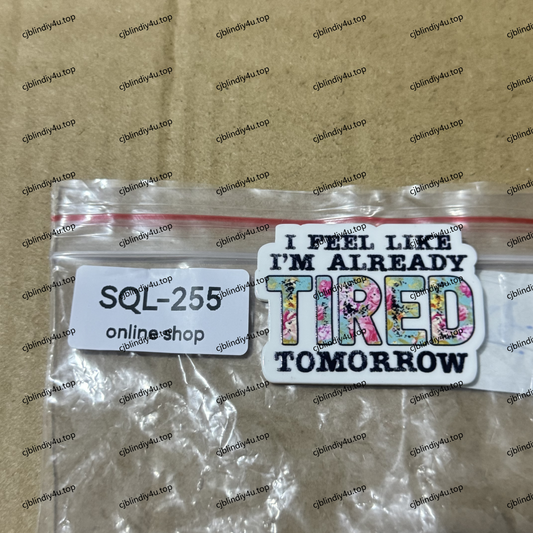 SQL-255
online shop
I FEEL LIKE
I'M ALREADY
TIRED
TOMORROW
cjblindiy4u.top